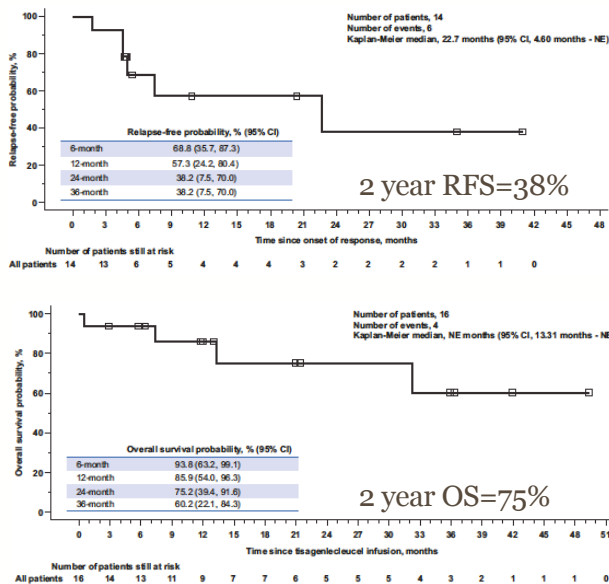 Number of patients, 14
Number of events, 6
Kaplan-Meier median, 22.7 months (95% CI, 4.60 months - NE)
100
80
60
40
20
0
Relapse-free probability, %
Relapse-free probability, % (95% CI)
6-month 68.8 (35.7, 87.3)
12-month 57.3 (24.2, 80.4)
24-month 38.2 (7.5, 70.0)
36-month 38.2 (7.5, 70.0)
2 year RFS=38%
0 3 6 9 12 15 18 21 24 27 30 33 36 39 42 45 48
Time since onset of response, months
Number of patients still at risk
All patients 14 13 6 5 4 4 4 3 2 2 2 2 1 1 0
Number of patients, 16
Number of events, 4
Kaplan-Meier median, NE months (95% CI, 13.31 months - NE
100
80
60
40
20
0
Overall survival probability, %
Overall survival probability, % (95% CI)
6-month 93.8 (63.2, 99.1)
12-month 85.9 (54.0, 96.3)
24-month 75.2 (39.4, 91.6)
36-month 60.2 (22.1, 84.3)
2 year OS=75%
0 3 6 9 12 15 18 21 24 27 30 33 36 39 42 45 48 51
Time since tisagenlecleucel infusion, months
Number of patients still at risk
All patients 16 14 13 11 9 7 7 6 5 5 5 5 4 3 2 1 1 1 0